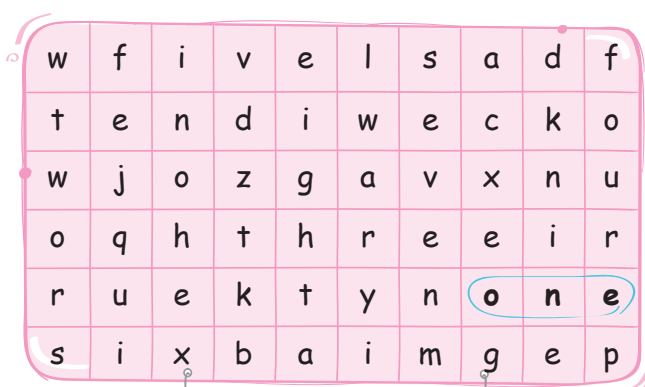 w f i v e l s a d f
t e n d i w e c k o
w j o z g a v x n u
o q h t h r e e i r
r u e k t y n o n e
s i x b a i m g e p